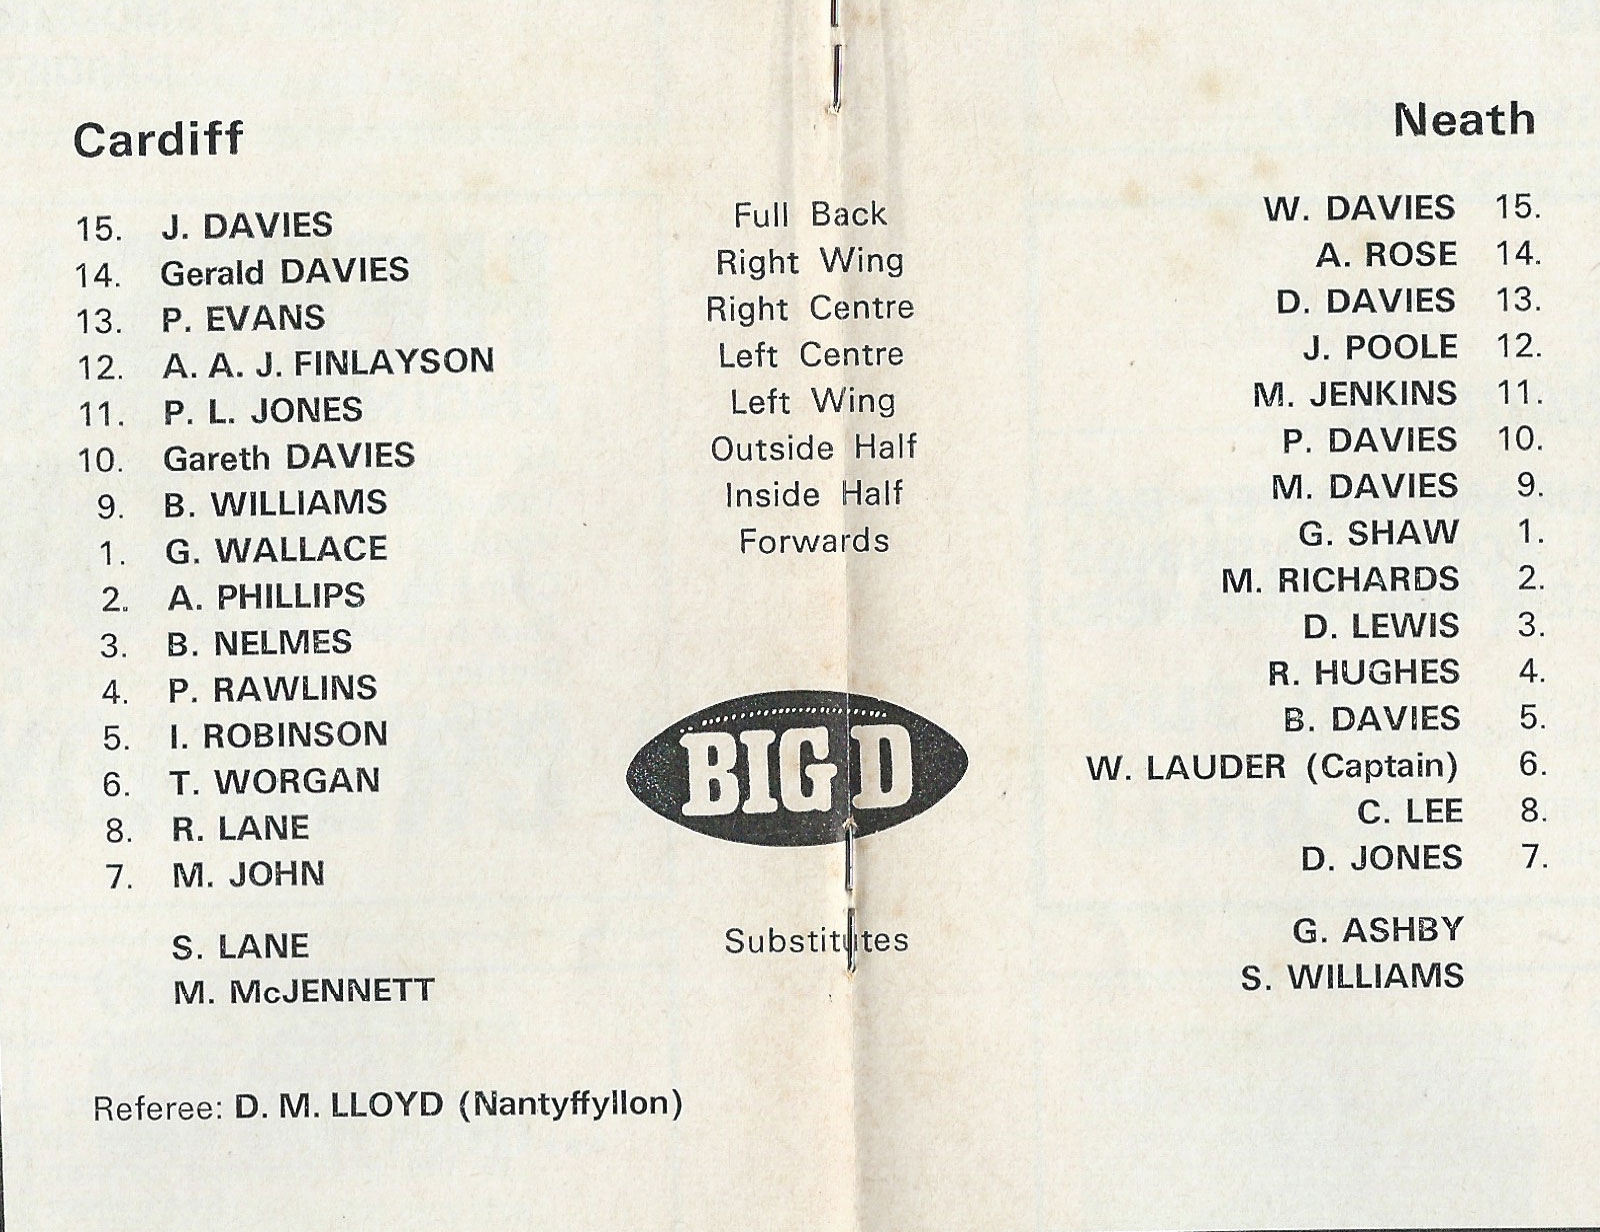 Cardiff Neath
15. J. DAVIES Full Back W. DAVIES 15.
14. Gerald DAVIES Right Wing A. ROSE 14.
13. P. EVANS Right Centre D. DAVIES 13.
12. A. A. J. FINLAYSON Left Centre J. POOLE 12.
11. P. L. JONES Left Wing M. JENKINS 11.
10. Gareth DAVIES Outside Half P. DAVIES 10.
9. B. WILLIAMS Inside Half M. DAVIES 9.
1. G. WALLACE Forwards G. SHAW 1.
2. A. PHILLIPS M. RICHARDS 2.
3. B. NELMES D. LEWIS 3.
4. P. RAWLINS R. HUGHES 4.
5. I. ROBINSON B. DAVIES 5.
6. T. WORGAN BIG D W. LAUDER (Captain) 6.
8. R. LANE C. LEE 8.
7. M. JOHN D. JONES 7.
S. LANE Substitutes G. ASHBY
M. McJENNETT S. WILLIAMS
Referee: D. M. LLOYD (Nantyffyllon)